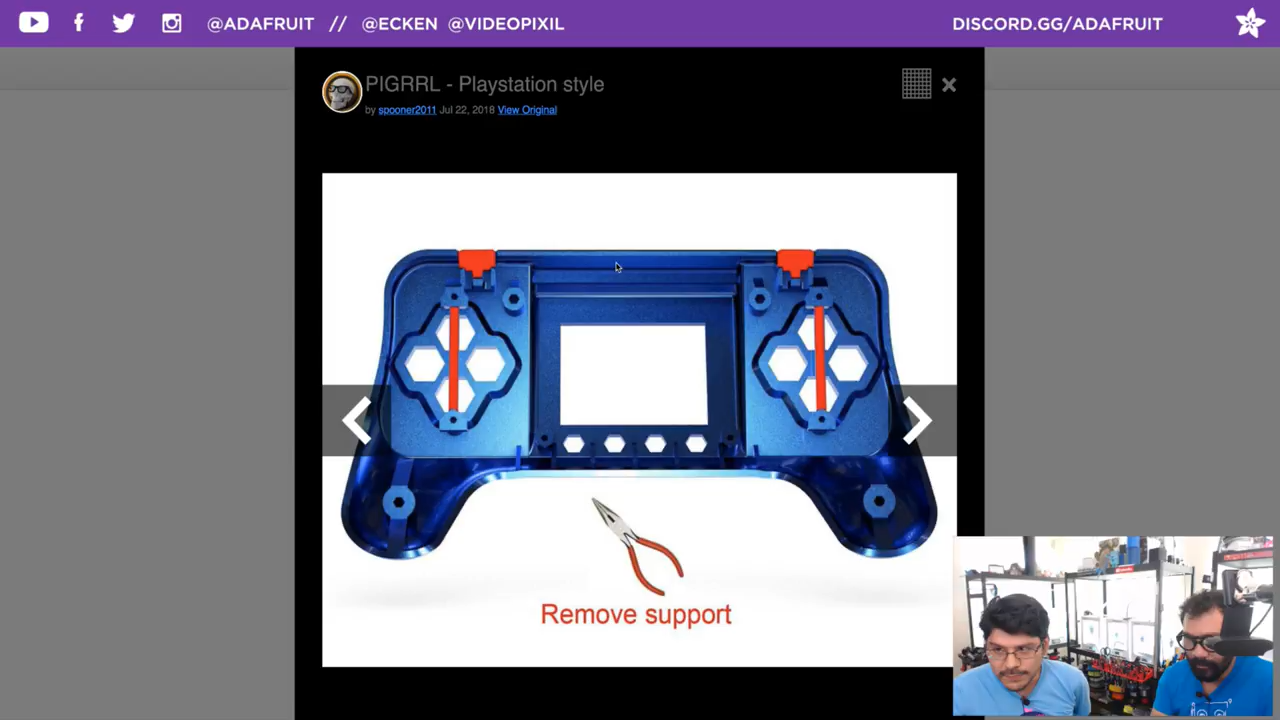 @ADAFRUIT // @ECKEN @VIDEOPIXIL
DISCORD.GG/ADAFRUIT
PIGRRL - Playstation style
by spooner2011 Jul 22, 2018 View Original
Remove support